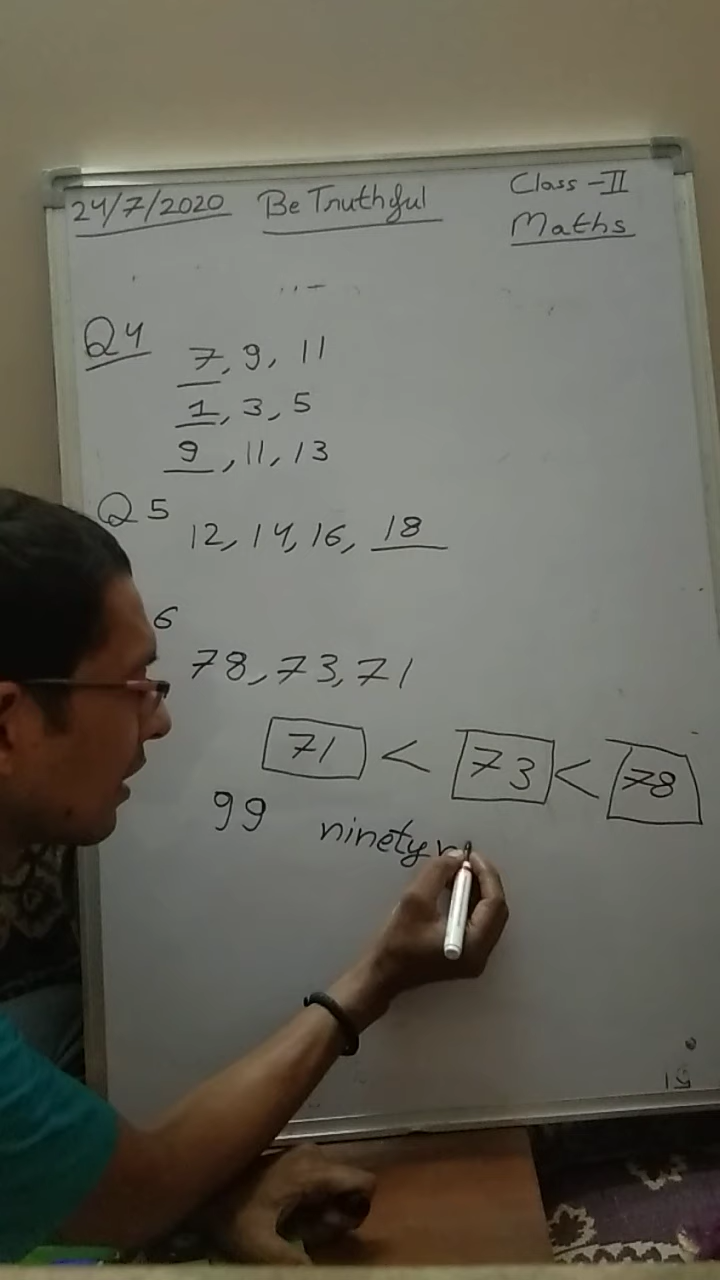 24/7/2020 Be Truthful Class-II
Maths
Q4
7, 9, 11
1, 3, 5
9, 11, 13
Q5
12, 14, 16, 18
6
78, 73, 71
71 < 73 < 78
99 ninety